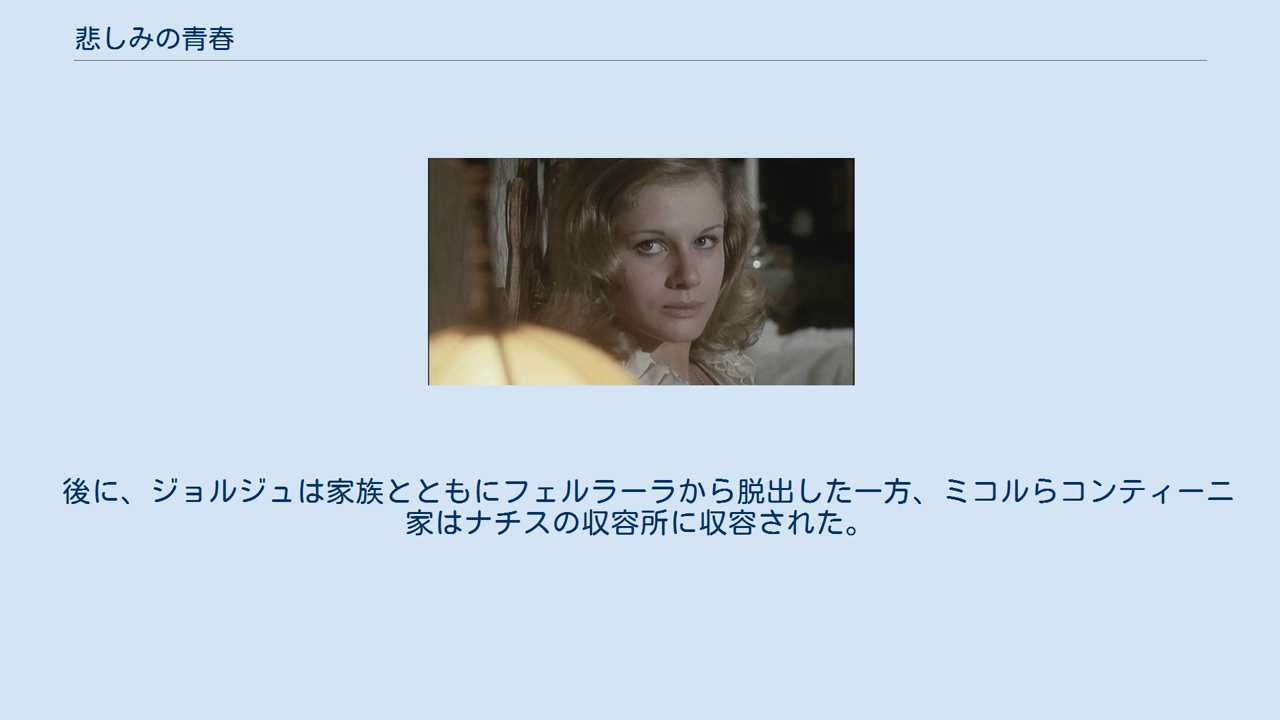 悲しみの青春
後に、ジョルジュは家族とともにフェルラーラから脱出した一方、ミコルらコンティーニ
家はナチスの収容所に収容された。